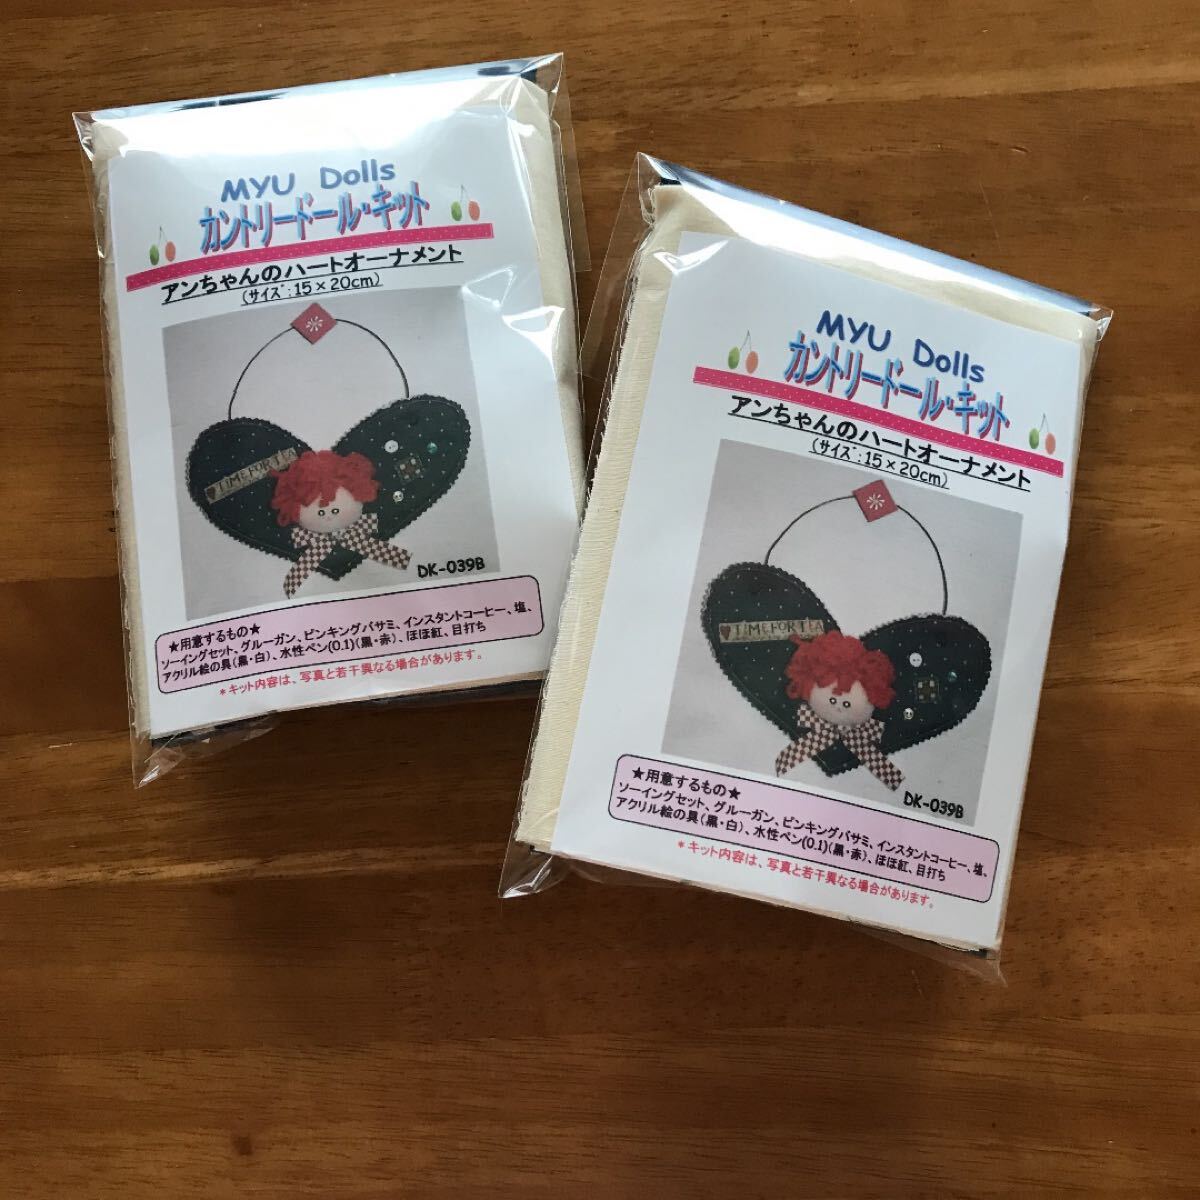 MYU Dolls
カントリードール・キット
アンちゃんのハートオーナメント
(サイズ:15×20cm)
TIME FOR TEA
DK-039B
★用意するもの★
ソーイングセット、グルーガン、ピンキングバサミ、インスタントコーヒー、塩、
アクリル絵の具(黒・白)、水性ペン(0.1)(黒・赤)、ほほ紅、目打ち
*キット内容は、写真と若干異なる場合があります。
MYU Dolls
カントリードール・キット
アンちゃんのハートオーナメント
(サイズ:15×20cm)
TIME FOR TEA
DK-039B
★用意するもの★
ソーイングセット、グルーガン、ピンキングバサミ、インスタントコーヒー、塩、
アクリル絵の具(黒・白)、水性ペン(0.1)(黒・赤)、ほほ紅、目打ち
*キット内容は、写真と若干異なる場合があります。